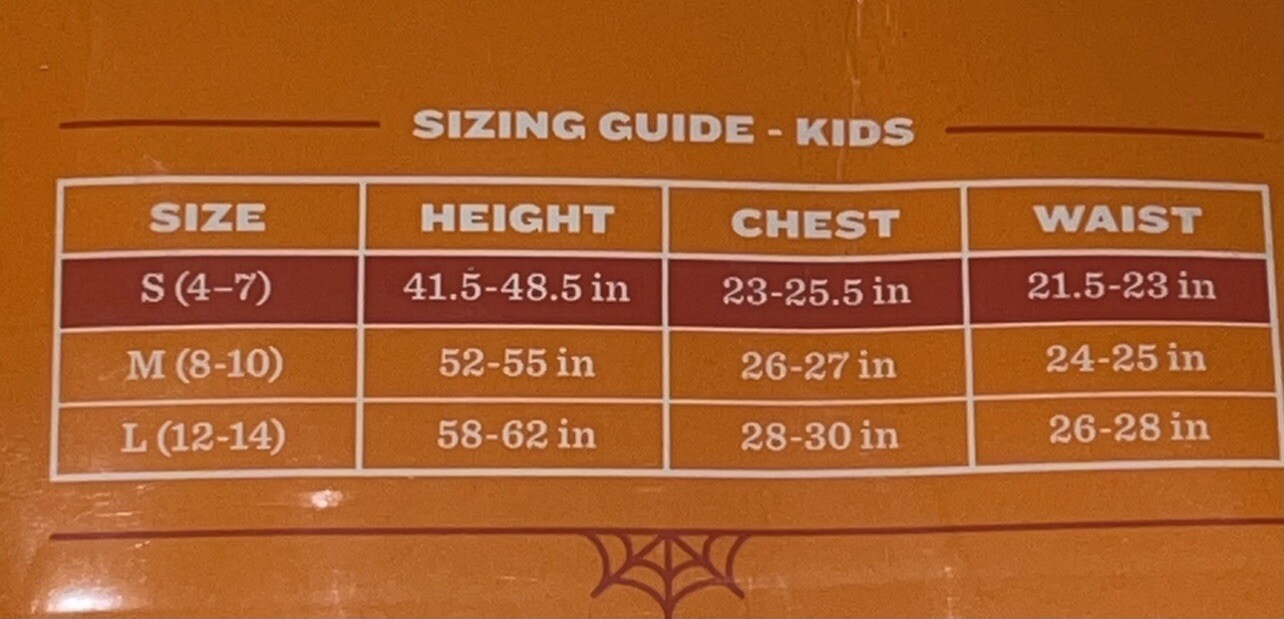 SIZING GUIDE - KIDS
SIZE HEIGHT CHEST WAIST
S (4–7) 41.5-48.5 in 23-25.5 in 21.5-23 in
M (8-10) 52-55 in 26-27 in 24-25 in
L (12-14) 58-62 in 28-30 in 26-28 in